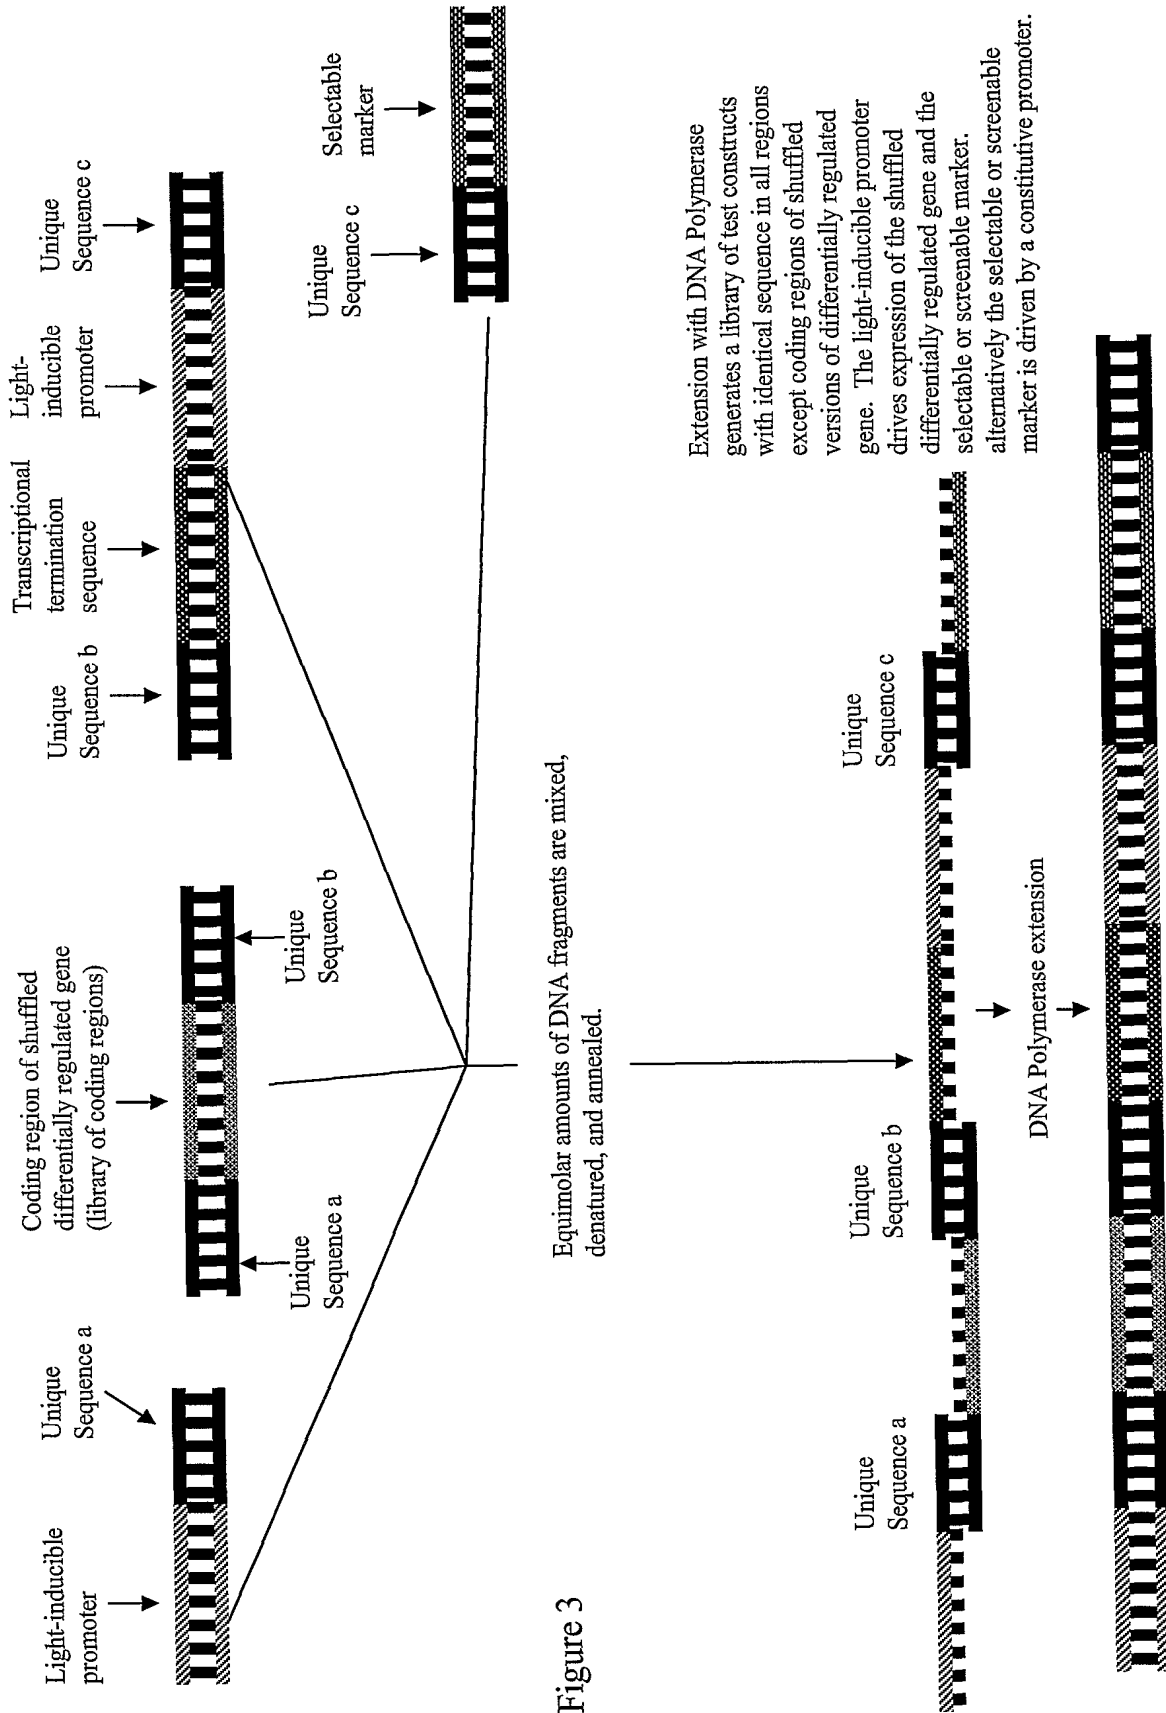 Light-inducible
promoter
Unique
Sequence a
Coding region of shuffled
differentially regulated gene
(library of coding regions)
Unique
Sequence a
Unique
Sequence b
Unique
Sequence b
Transcriptional
termination
sequence
Light-
inducible
promoter
Unique
Sequence c
Unique
Sequence c
Selectable
marker
Figure 3
Equimolar amounts of DNA fragments are mixed,
denatured, and annealed.
Extension with DNA Polymerase
generates a library of test constructs
with identical sequence in all regions
except coding regions of shuffled
versions of differentially regulated
gene. The light-inducible promoter
drives expression of the shuffled
differentially regulated gene and the
selectable or screenable marker.
alternatively the selectable or screenable
marker is driven by a constitutive promoter.
Unique
Sequence a
Unique
Sequence b
Unique
Sequence c
DNA Polymerase extension